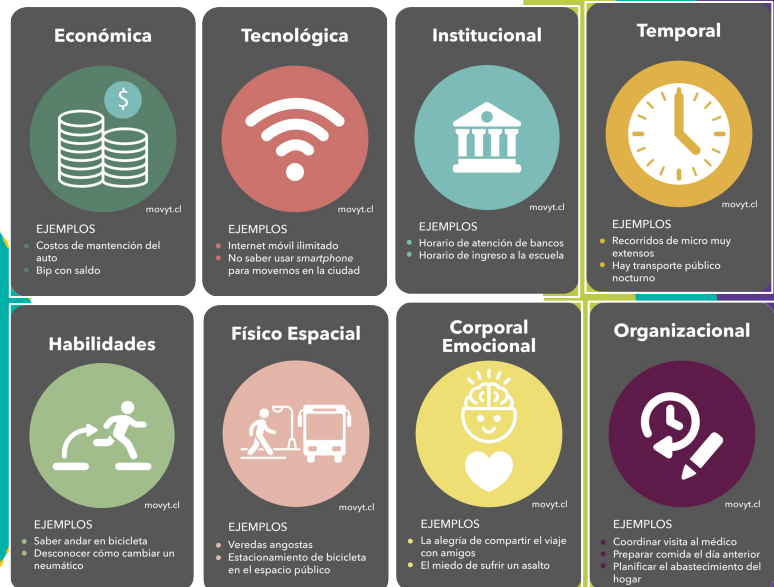 Económica
$
movyt.cl
EJEMPLOS
Costos de mantención del
auto
Bip con saldo
Tecnológica
movyt.cl
EJEMPLOS
Internet móvil ilimitado
No saber usar smartphone
para movernos en la ciudad
Institucional
movyt.cl
EJEMPLOS
Horario de atención de bancos
Horario de ingreso a la escuela
Temporal
movyt.cl
EJEMPLOS
Recorridos de micro muy
extensos
Hay transporte público
nocturno
Habilidades
movyt.cl
EJEMPLOS
Saber andar en bicicleta
Desconocer cómo cambiar un
neumático
Físico Espacial
movyt.cl
EJEMPLOS
Veredas angostas
Estacionamiento de bicicleta
en el espacio público
Corporal
Emocional
movyt.cl
EJEMPLOS
La alegría de compartir el viaje
con amigos
El miedo de sufrir un asalto
Organizacional
movyt.cl
EJEMPLOS
Coordinar visita al médico
Preparar comida el día anterior
Planificar el abastecimiento del
hogar